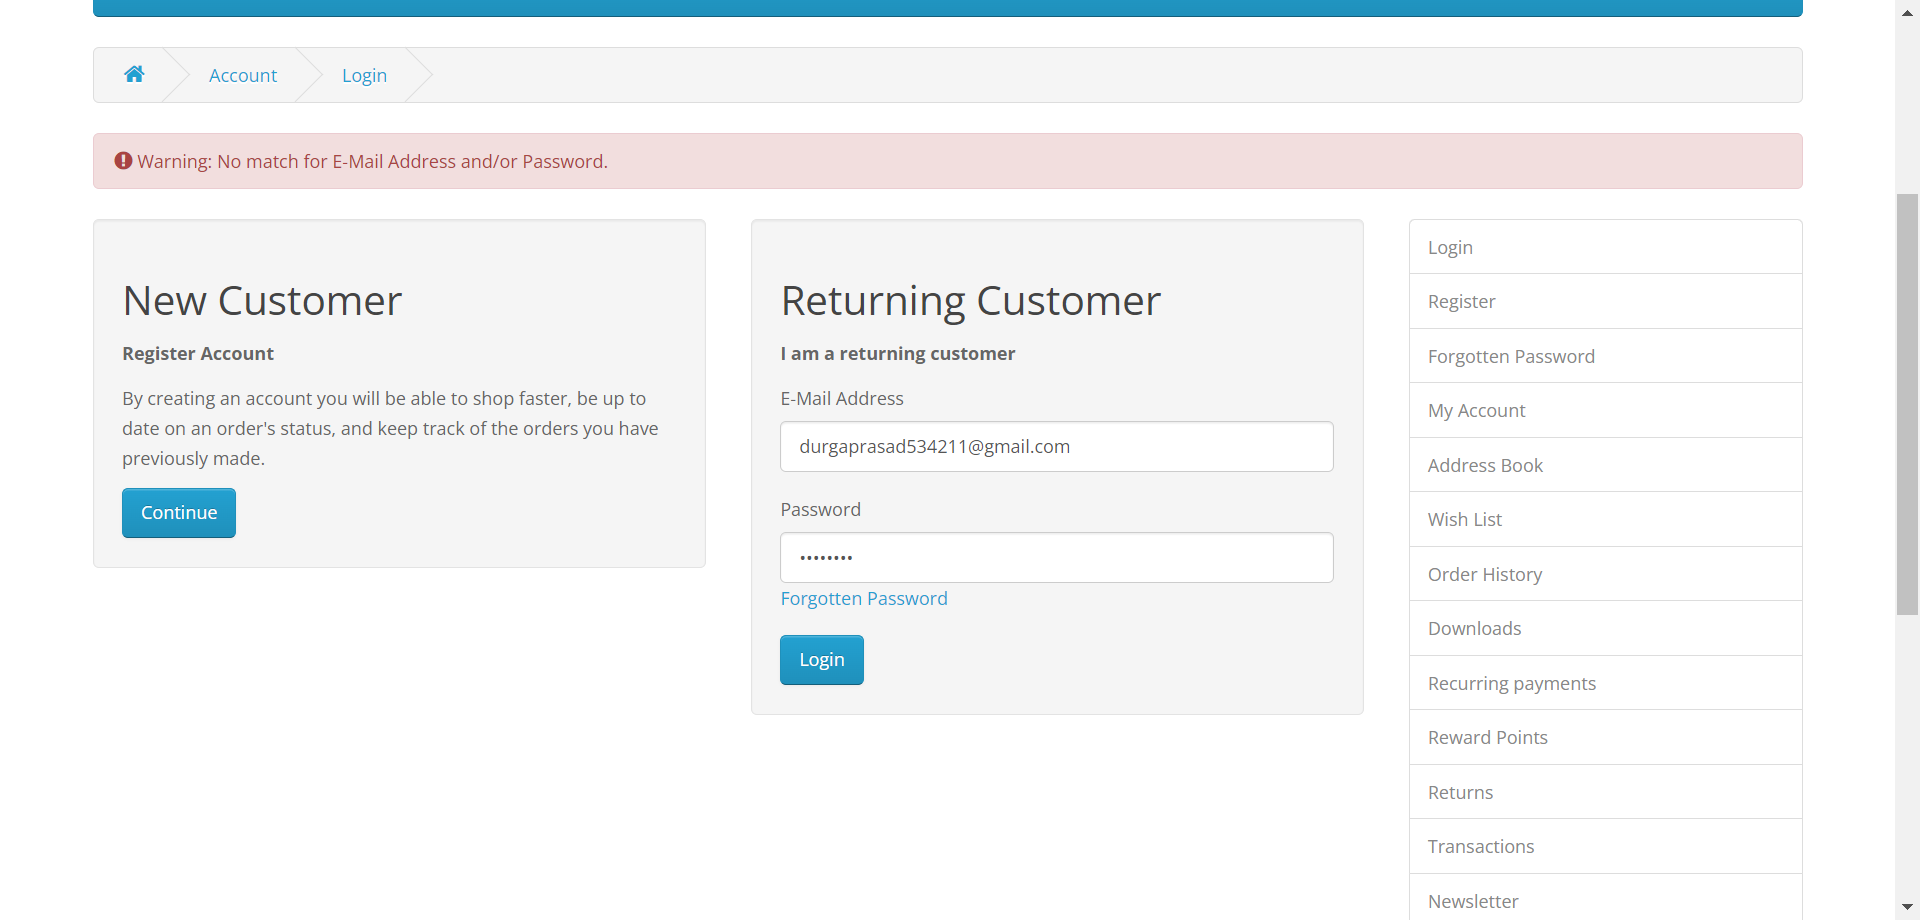 Account
Login
Warning: No match for E-Mail Address and/or Password.
New Customer
Register Account
By creating an account you will be able to shop faster, be up to
date on an order's status, and keep track of the orders you have
previously made.
Continue
Returning Customer
I am a returning customer
E-Mail Address
durgaprasad534211@gmail.com
Password
••••••••
Forgotten Password
Login
Login
Register
Forgotten Password
My Account
Address Book
Wish List
Order History
Downloads
Recurring payments
Reward Points
Returns
Transactions
Newsletter